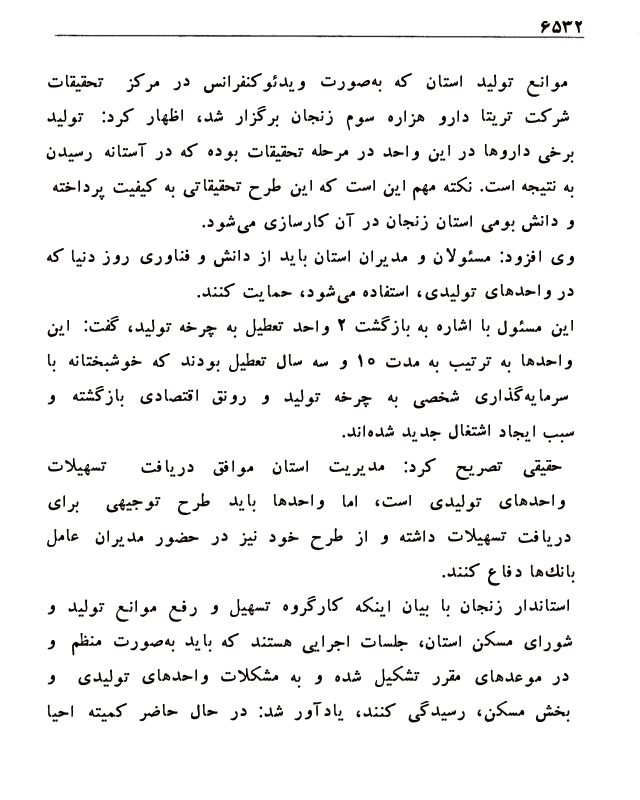 ۶۵۳۲
موانع تولید استان که به‌صورت ویدئوکنفرانس در مرکز تحقیقات
شرکت تریتا دارو هزاره سوم زنجان برگزار شد، اظهار کرد: تولید
برخی داروها در این واحد در مرحله تحقیقات بوده که در آستانه رسیدن
به نتیجه است. نکته مهم این است که این طرح تحقیقاتی به کیفیت پرداخته
و دانش بومی استان زنجان در آن کارسازی می‌شود.
وی افزود: مسئولان و مدیران استان باید از دانش و فناوری روز دنیا که
در واحدهای تولیدی، استفاده می‌شود، حمایت کنند.
این مسئول با اشاره به بازگشت ۲ واحد تعطیل به چرخه تولید، گفت: این
واحدها به ترتیب به مدت ۱۰ و سه سال تعطیل بودند که خوشبختانه با
سرمایه‌گذاری شخصی به چرخه تولید و رونق اقتصادی بازگشته و
سبب ایجاد اشتغال جدید شده‌اند.
حقیقی تصریح کرد: مدیریت استان موافق دریافت تسهیلات
واحدهای تولیدی است، اما واحدها باید طرح توجیهی برای
دریافت تسهیلات داشته و از طرح خود نیز در حضور مدیران عامل
بانك‌ها دفاع کنند.
استاندار زنجان با بیان اینکه کارگروه تسهیل و رفع موانع تولید و
شورای مسکن استان، جلسات اجرایی هستند که باید به‌صورت منظم و
در موعدهای مقرر تشکیل شده و به مشکلات واحدهای تولیدی و
بخش مسکن، رسیدگی کنند، یادآور شد: در حال حاضر کمیته احیا